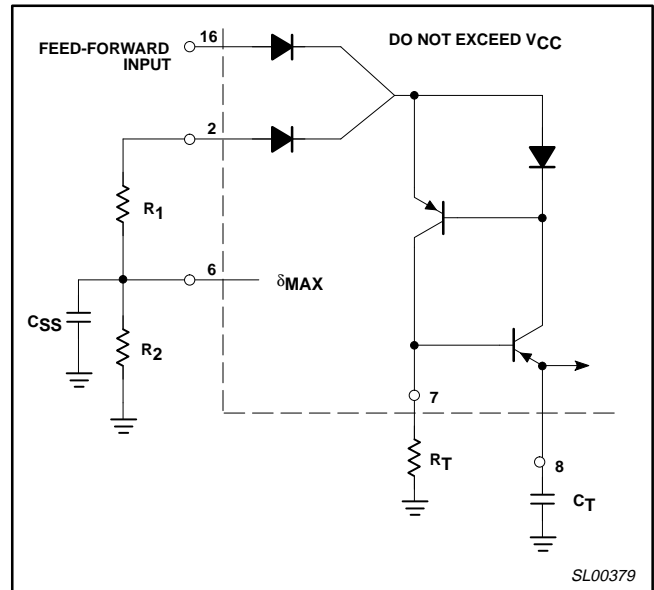 FEED-FORWARD
INPUT
16
DO NOT EXCEED VCC
2
R1
6
δMAX
CSS
R2
7
RT
8
CT
SL00379